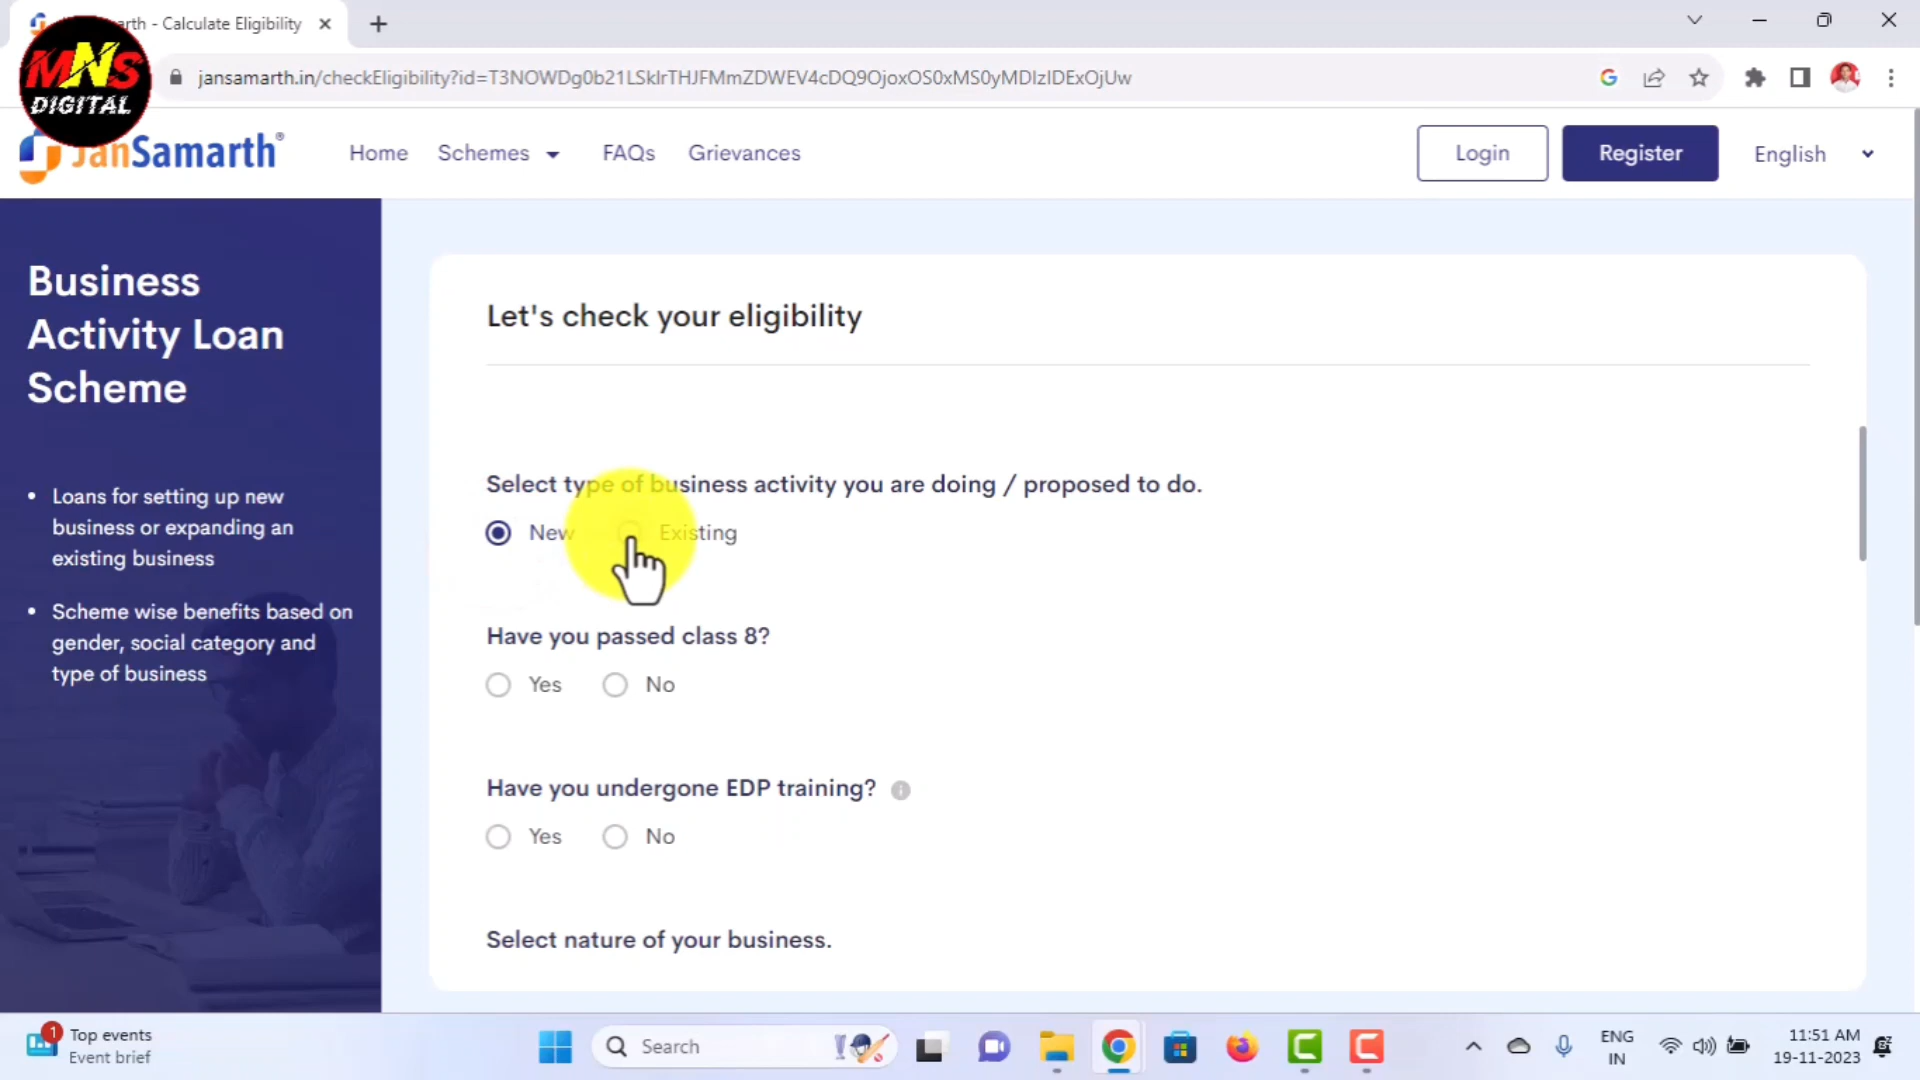 arth - Calculate Eligibility
MNS
DIGITAL
jansamarth.in/checkEligibility?id=T3NOWDg0b21LSklrTHJFMmZDWEV4cDQ9OjoxOS0xMS0yMDIzIDExOjUw
JanSamarth®
Home Schemes FAQs Grievances Login Register English
Business
Activity Loan
Scheme
• Loans for setting up new
business or expanding an
existing business
• Scheme wise benefits based on
gender, social category and
type of business
Let's check your eligibility
Select type of business activity you are doing / proposed to do.
New Existing
Have you passed class 8?
Yes No
Have you undergone EDP training?
Yes No
Select nature of your business.
1
Top events
Event brief
Search
ENG
IN
11:51 AM
19-11-2023